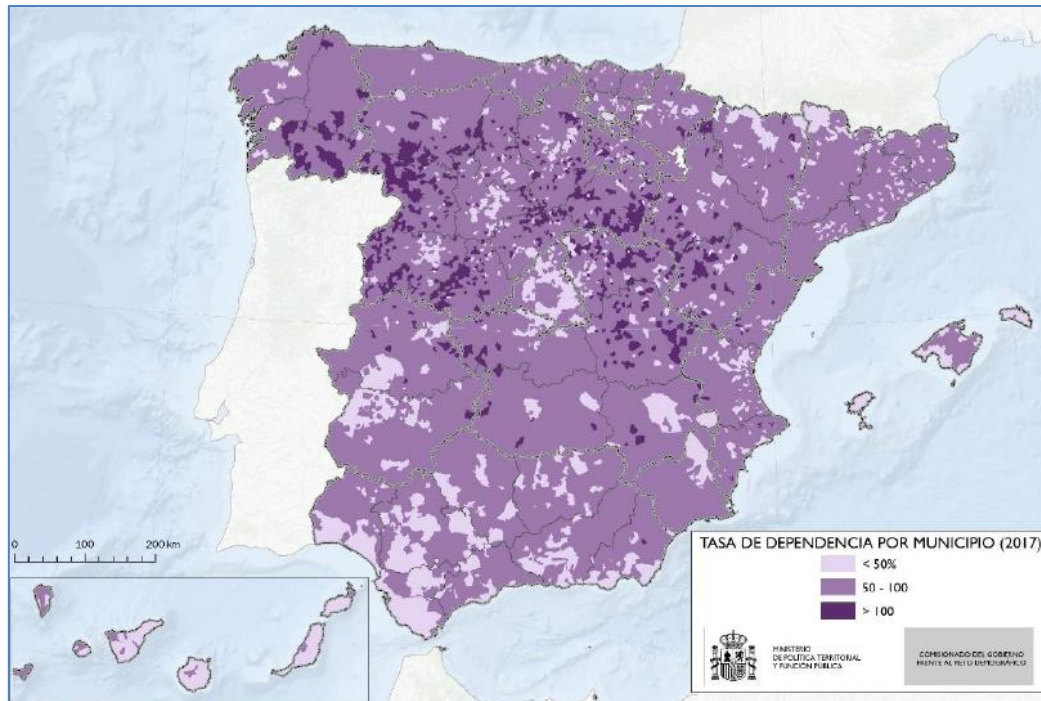 0 100 200 km
TASA DE DEPENDENCIA POR MUNICIPIO (2017)
< 50%
50 - 100
> 100
MINISTERIO
DE POLÍTICA TERRITORIAL
Y FUNCIÓN PÚBLICA
COMISIONADO DEL GOBIERNO
FRENTE AL RETO DEMOGRÁFICO